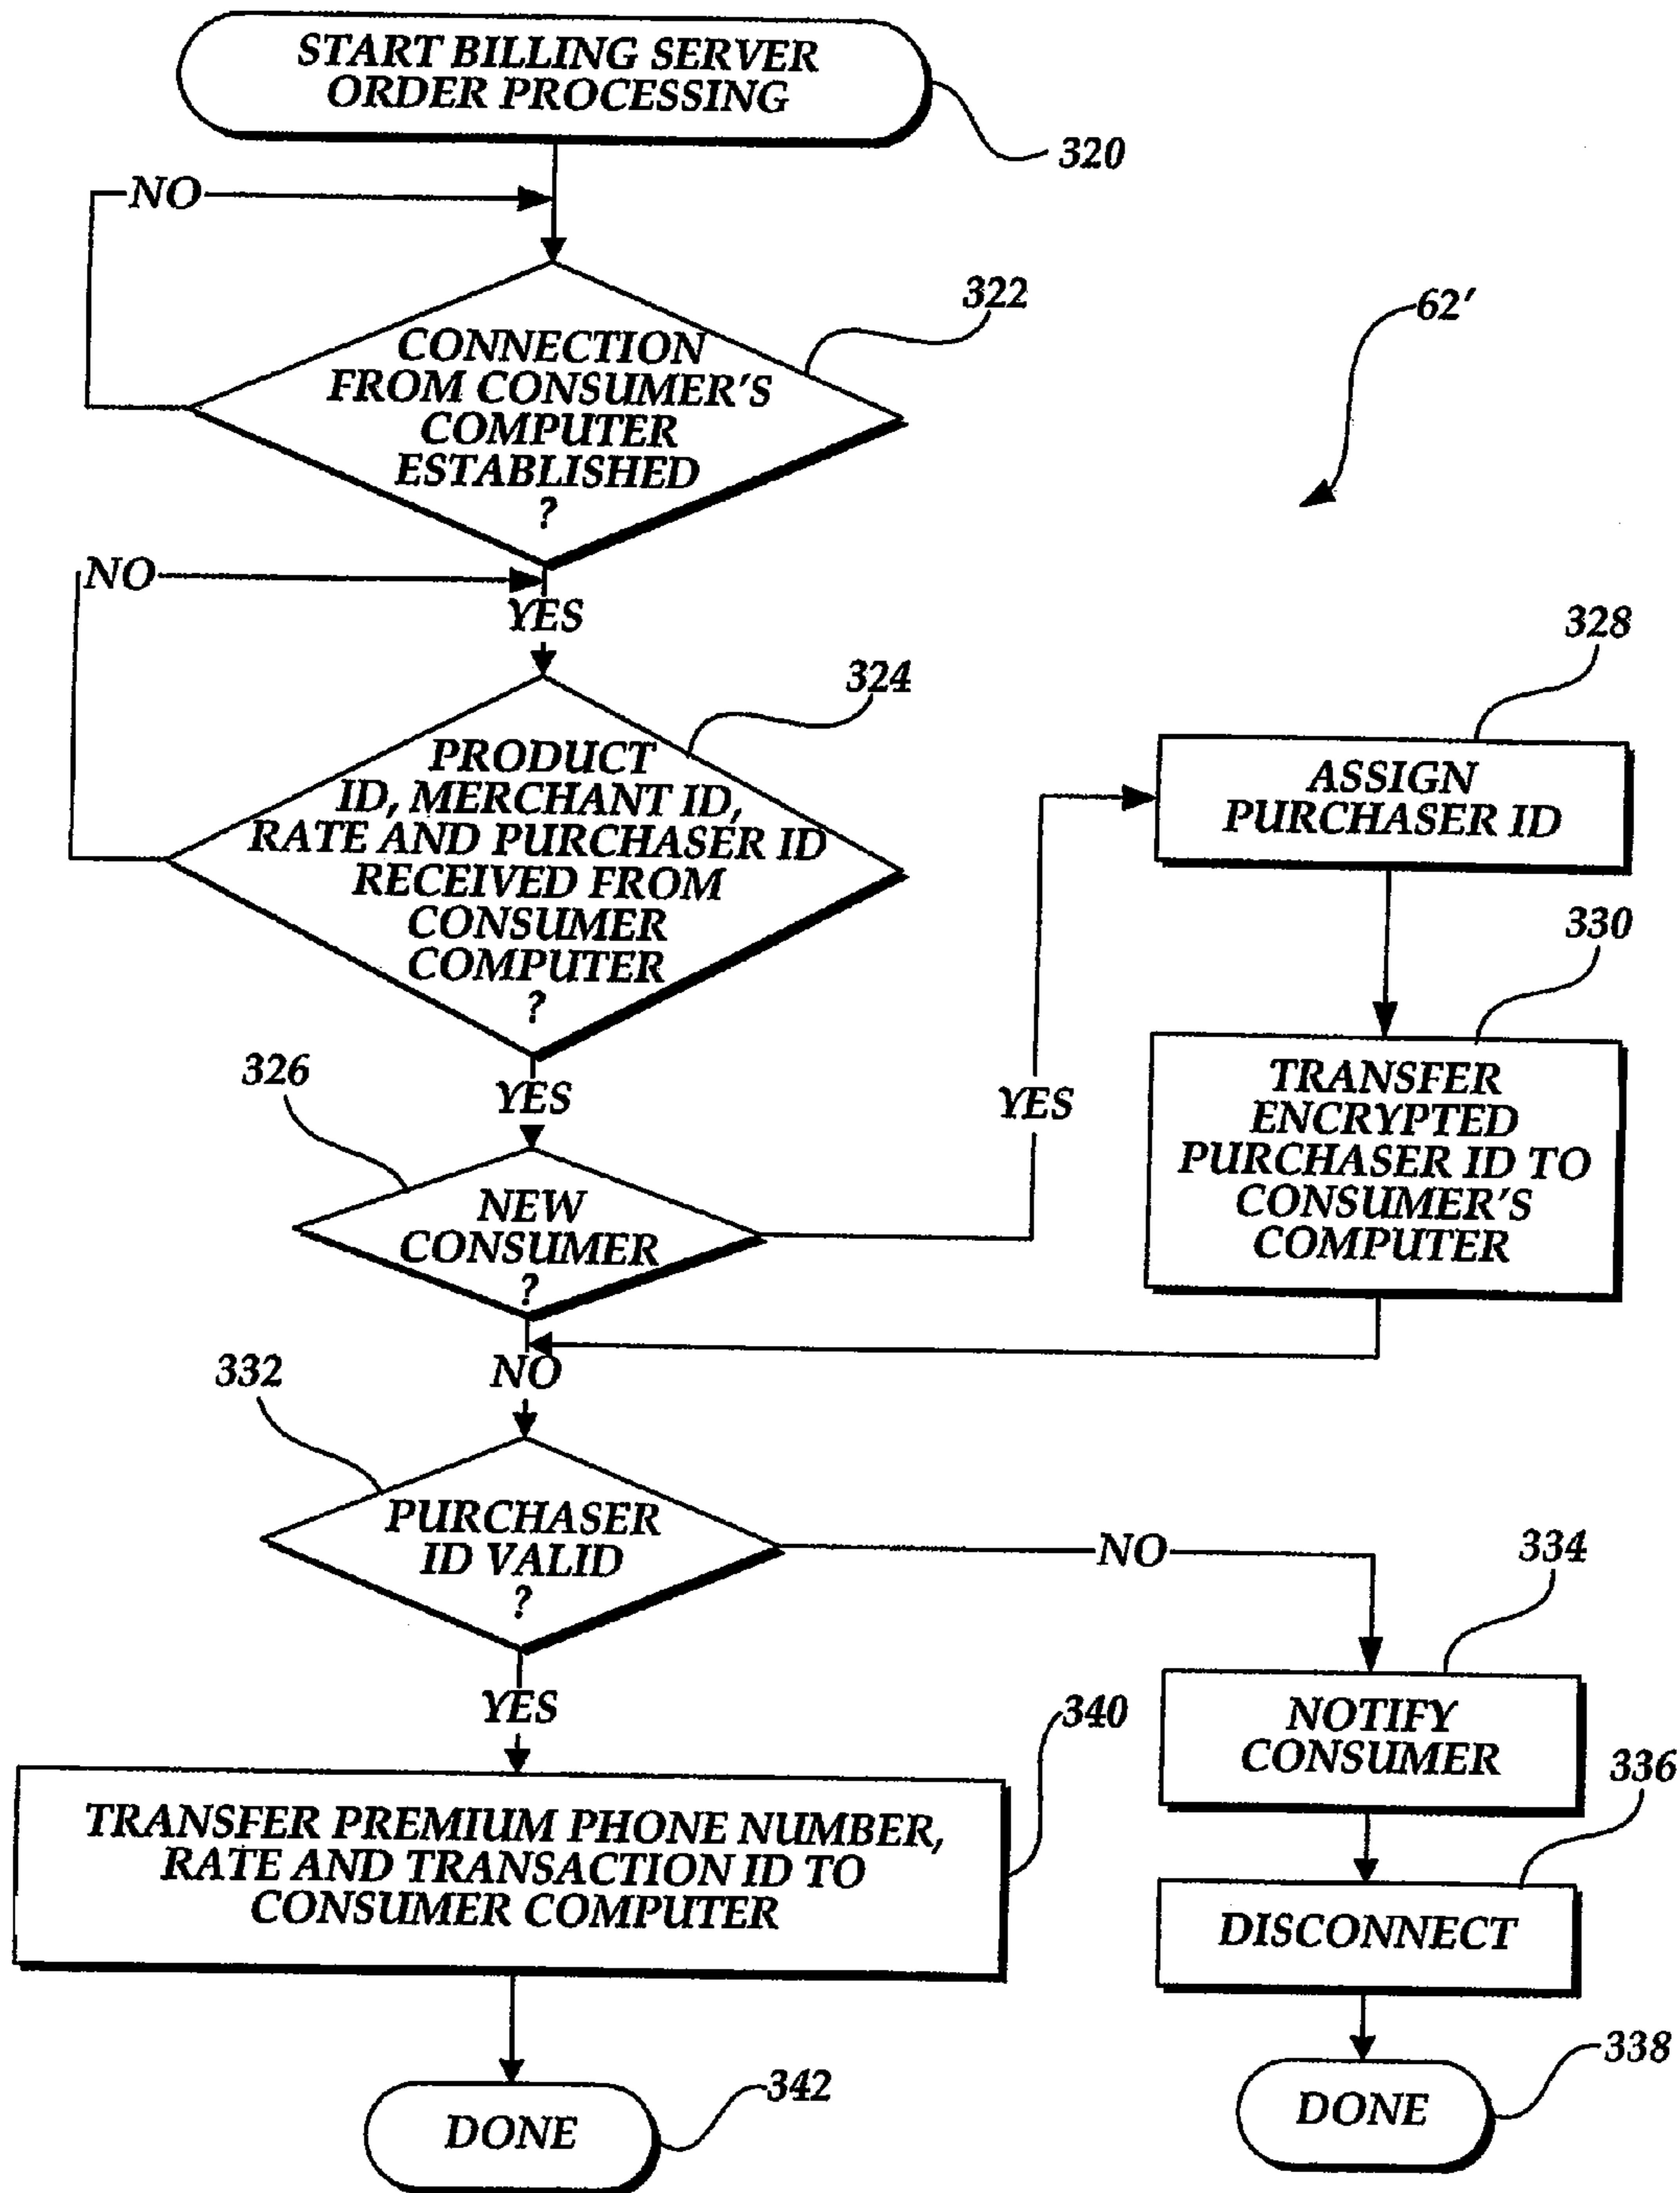 START BILLING SERVER
ORDER PROCESSING
320
NO
322
CONNECTION
FROM CONSUMER'S
COMPUTER
ESTABLISHED
?
62'
NO
YES
324
PRODUCT
ID, MERCHANT ID,
RATE AND PURCHASER ID
RECEIVED FROM
CONSUMER
COMPUTER
?
328
ASSIGN
PURCHASER ID
330
TRANSFER
ENCRYPTED
PURCHASER ID TO
CONSUMER'S
COMPUTER
YES
326
YES
NEW
CONSUMER
?
332
NO
PURCHASER
ID VALID
?
NO
334
NOTIFY
CONSUMER
336
DISCONNECT
338
DONE
YES
340
TRANSFER PREMIUM PHONE NUMBER,
RATE AND TRANSACTION ID TO
CONSUMER COMPUTER
342
DONE